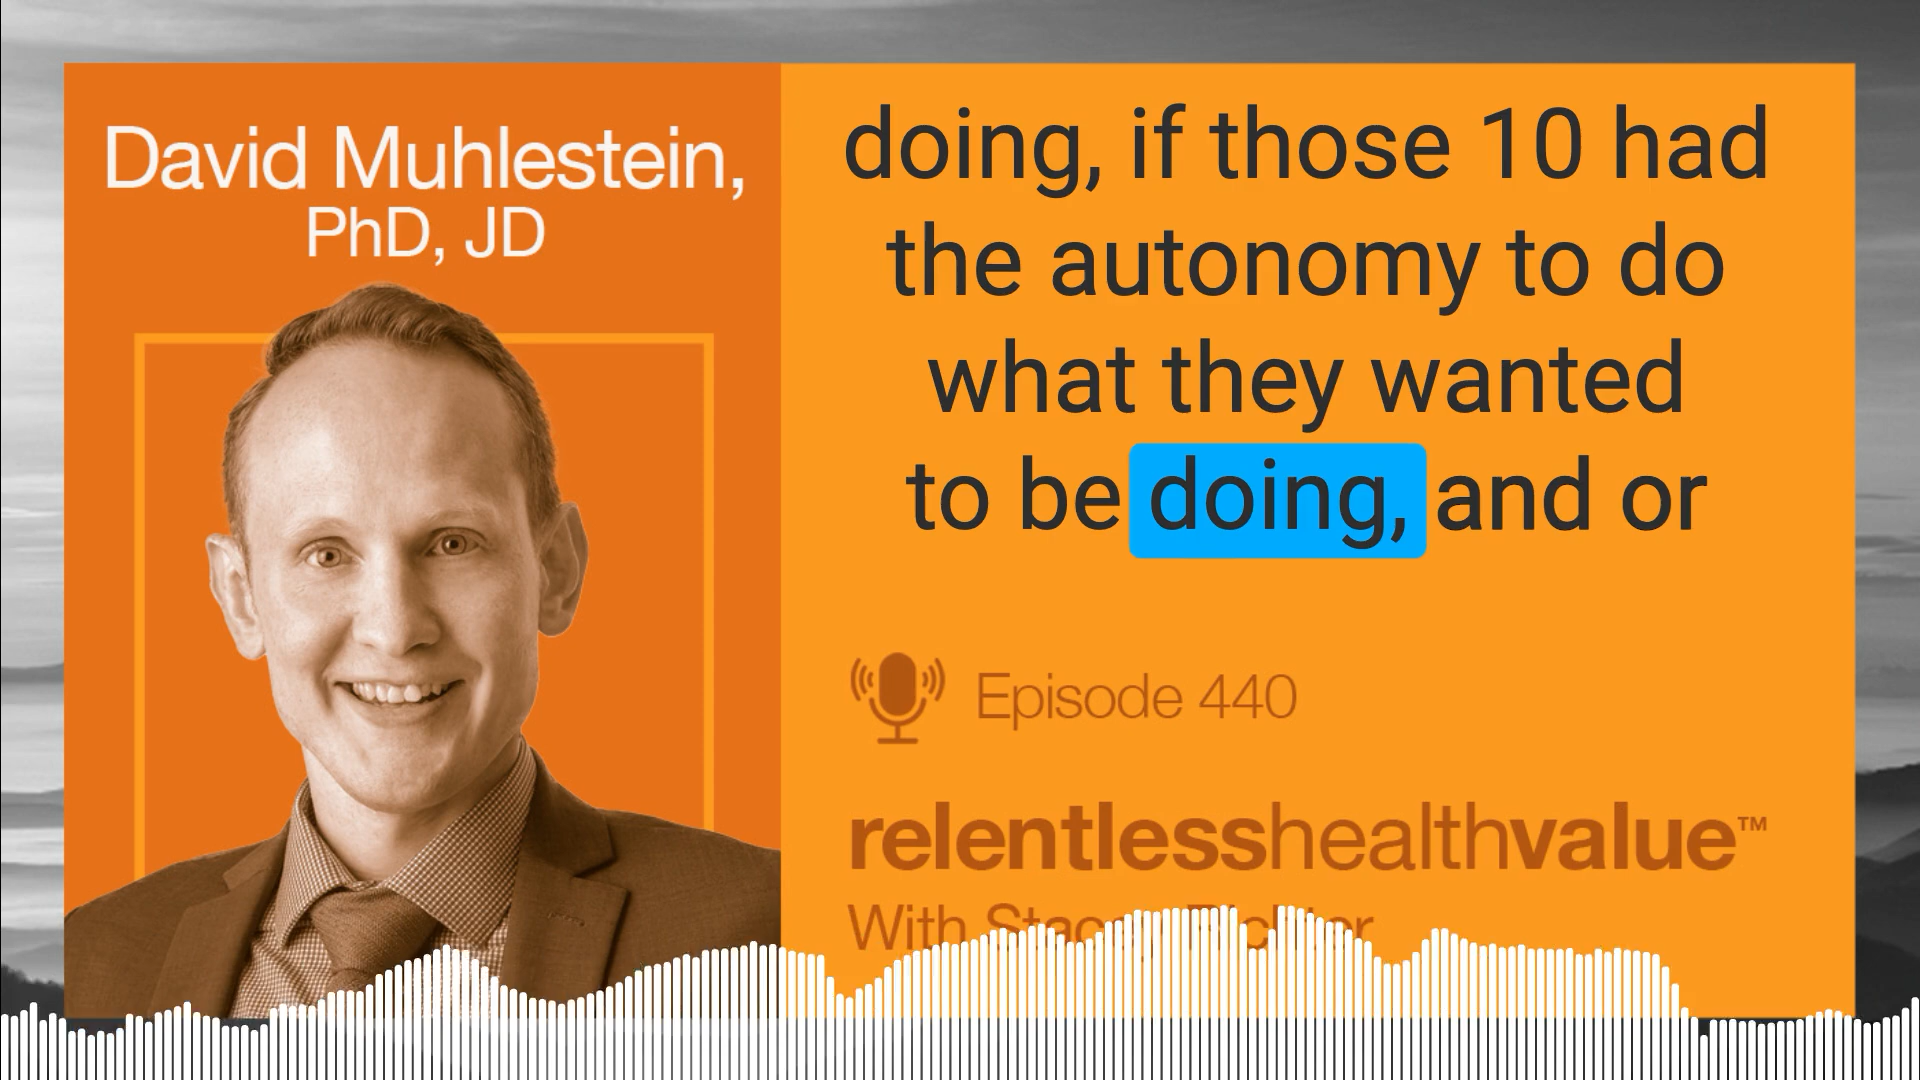 David Muhlestein,
PhD, JD
doing, if those 10 had
the autonomy to do
what they wanted
to be doing, and or
Episode 440
relentlesshealthvalue™
With